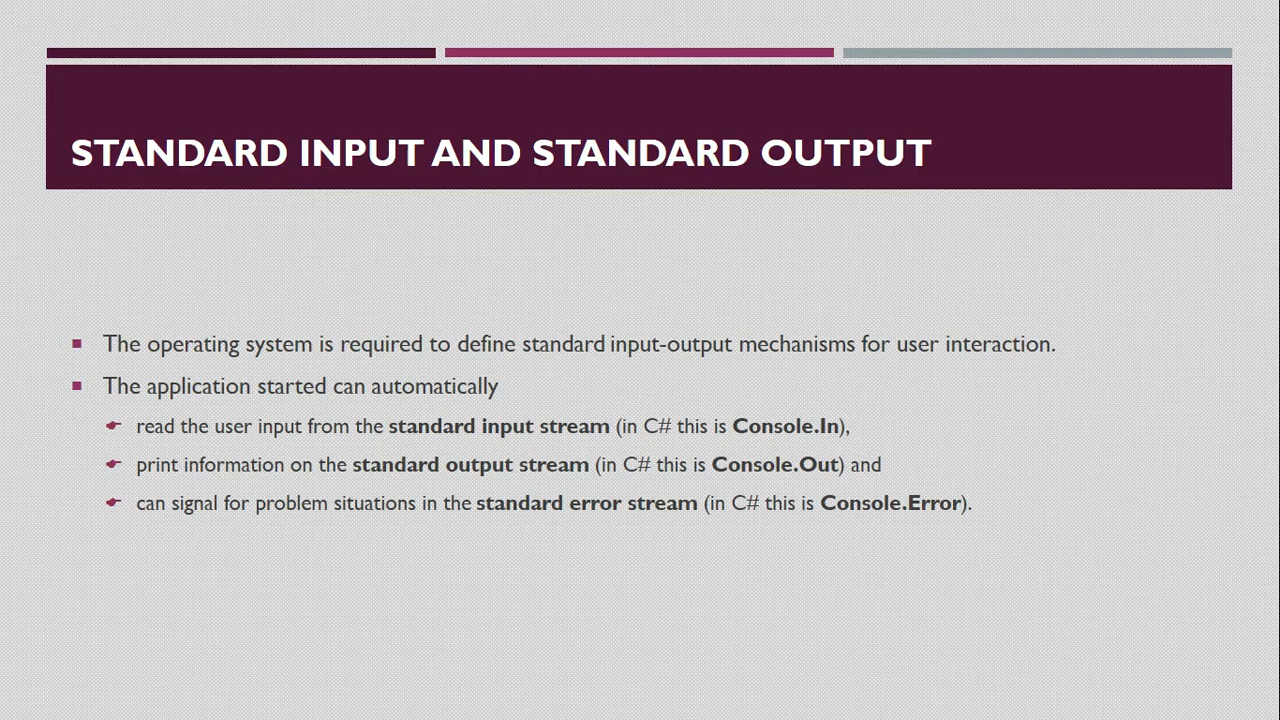 STANDARD INPUT AND STANDARD OUTPUT
The operating system is required to define standard input-output mechanisms for user interaction.
The application started can automatically
read the user input from the standard input stream (in C# this is Console.In),
print information on the standard output stream (in C# this is Console.Out) and
can signal for problem situations in the standard error stream (in C# this is Console.Error).